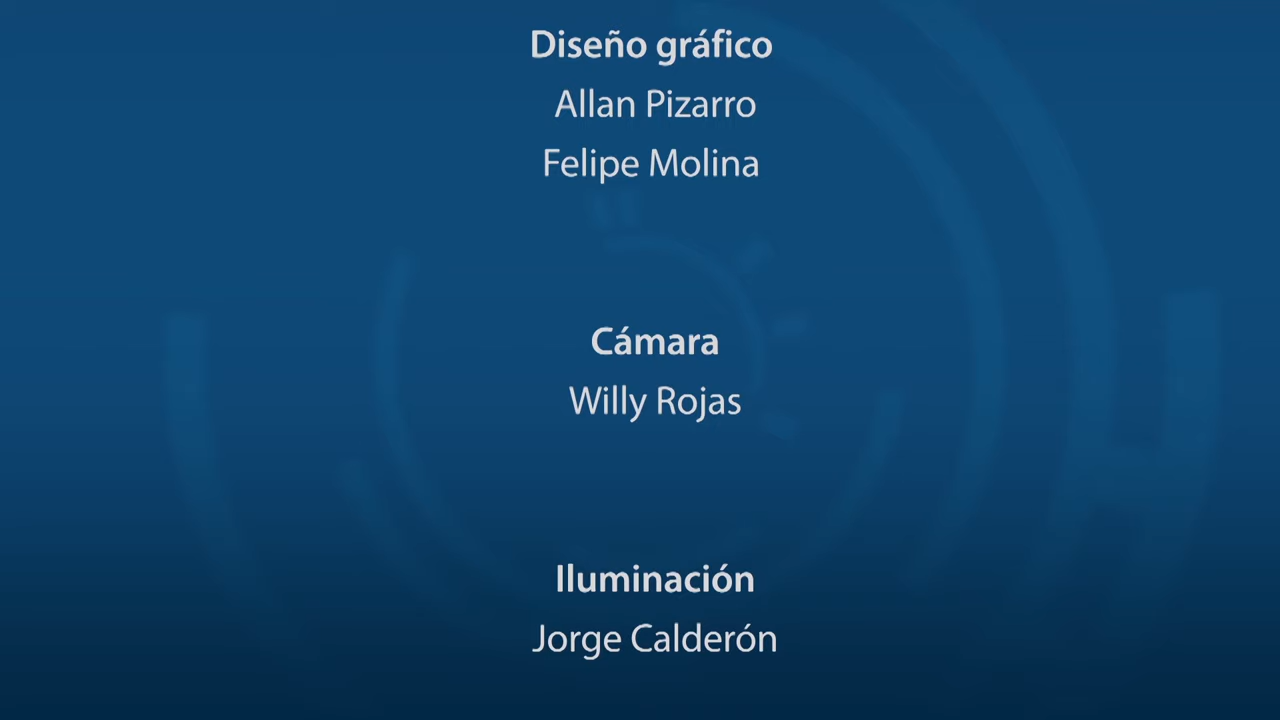 Diseño gráfico
Allan Pizarro
Felipe Molina
Cámara
Willy Rojas
Iluminación
Jorge Calderón